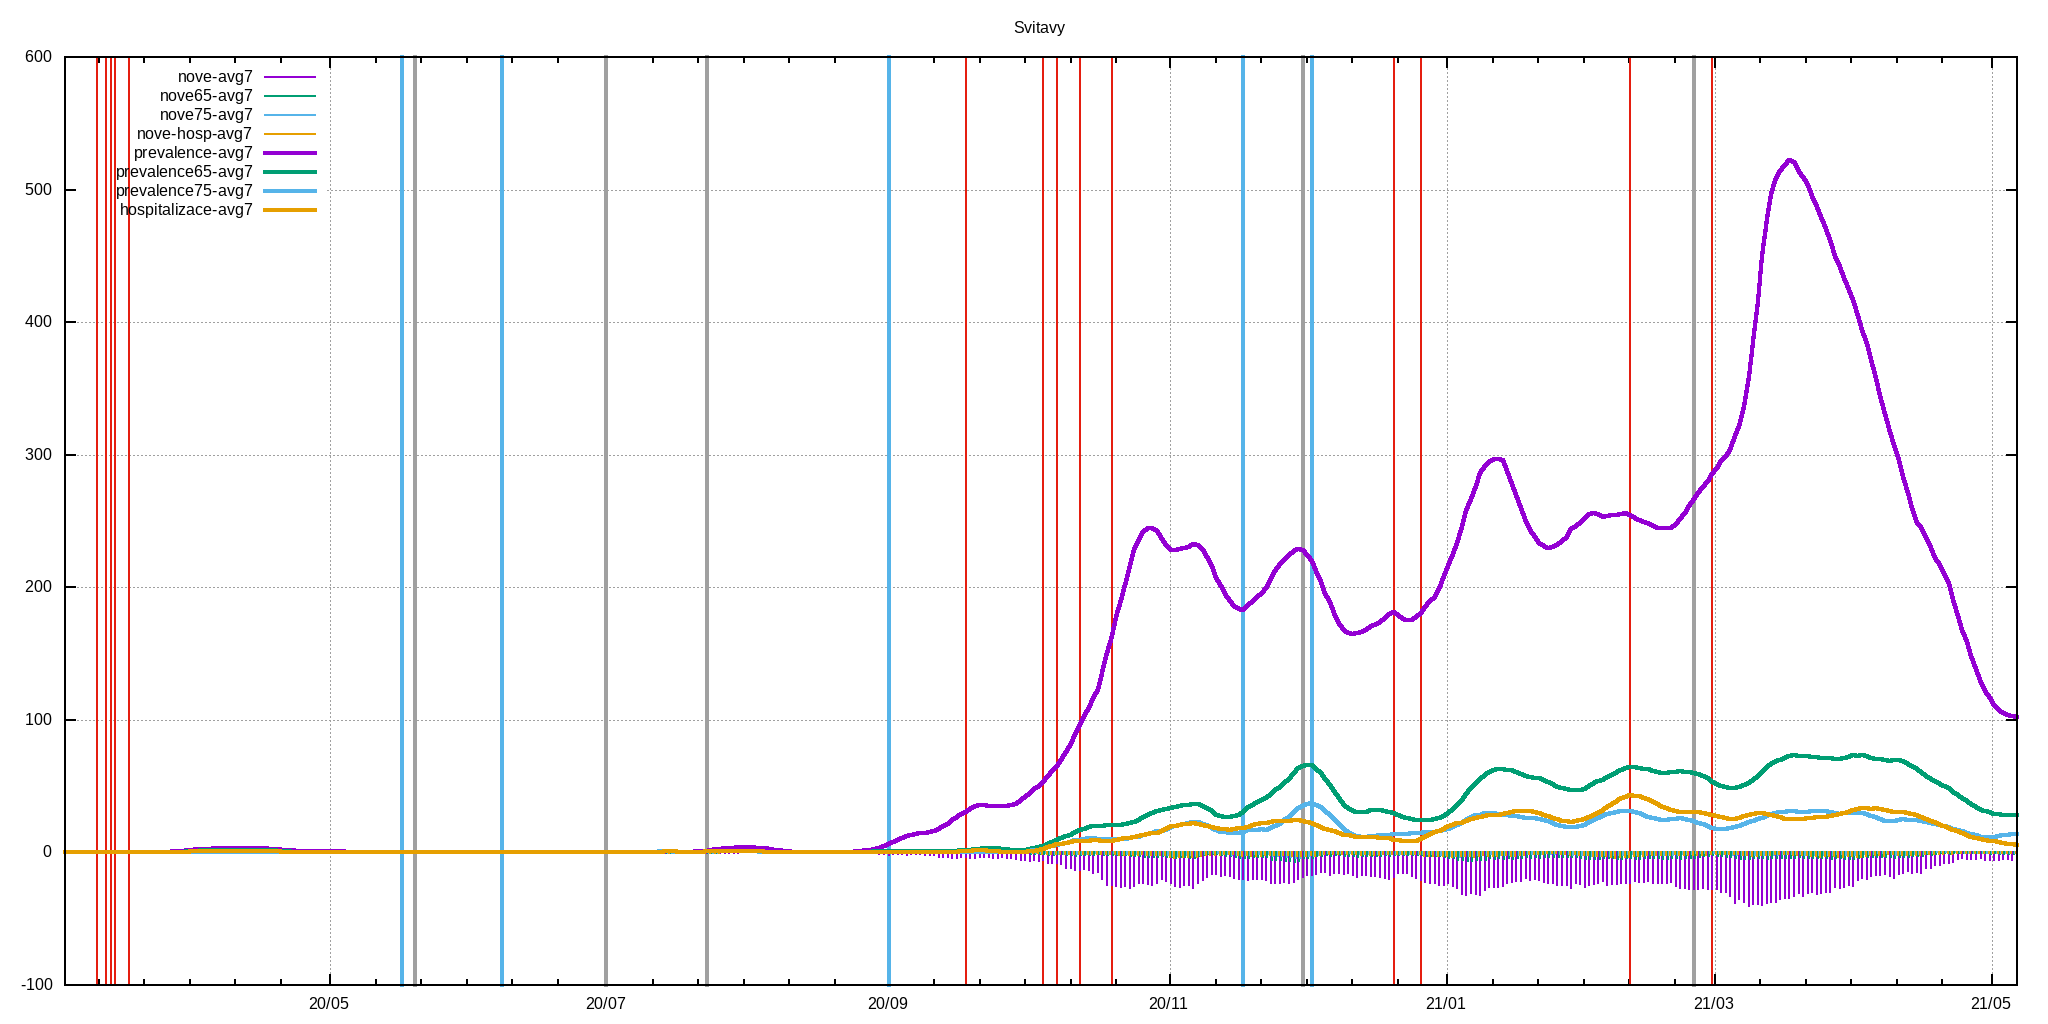 Svitavy
600
500
400
300
200
100
0
-100
nove-avg7
nove65-avg7
nove75-avg7
nove-hosp-avg7
prevalence-avg7
prevalence65-avg7
prevalence75-avg7
hospitalizace-avg7
20/05 20/07 20/09 20/11 21/01 21/03 21/05